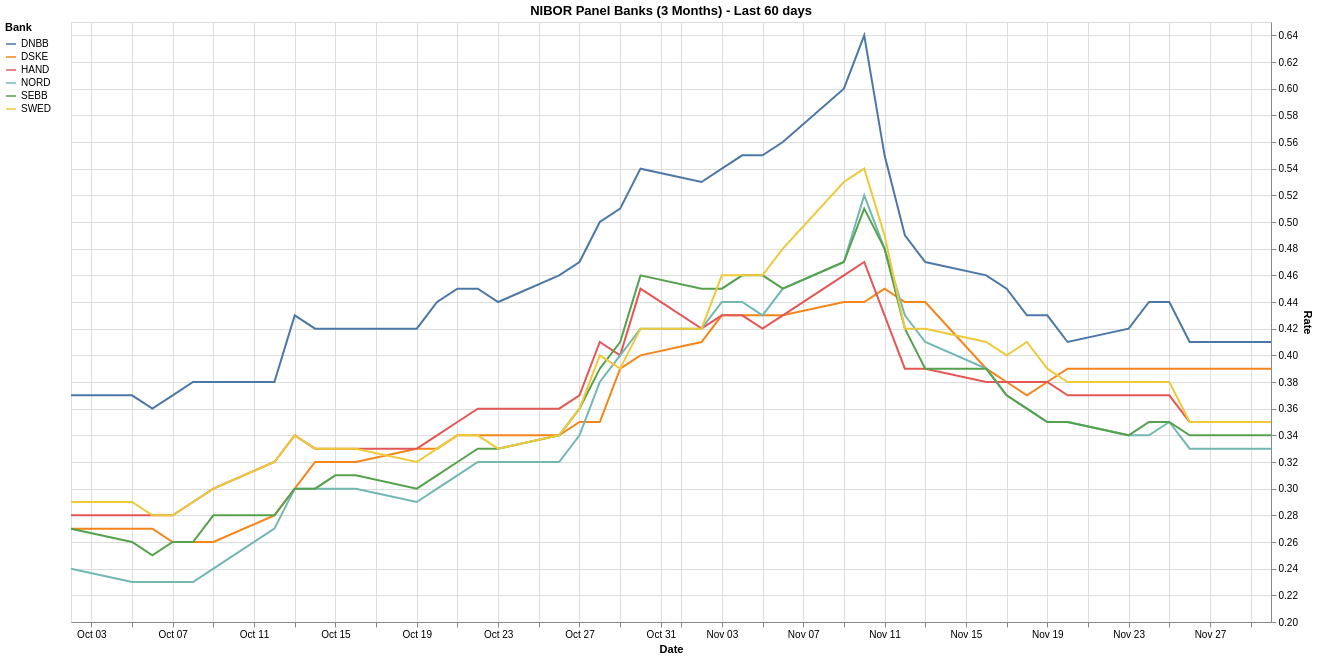 NIBOR Panel Banks (3 Months) - Last 60 days
Bank
DNBB
DSKE
HAND
NORD
SEBB
SWED
0.64
0.62
0.60
0.58
0.56
0.54
0.52
0.50
0.48
0.46
0.44
0.42
0.40
0.38
0.36
0.34
0.32
0.30
0.28
0.26
0.24
0.22
0.20
Rate
Oct 03 Oct 07 Oct 11 Oct 15 Oct 19 Oct 23 Oct 27 Oct 31 Nov 03 Nov 07 Nov 11 Nov 15 Nov 19 Nov 23 Nov 27
Date